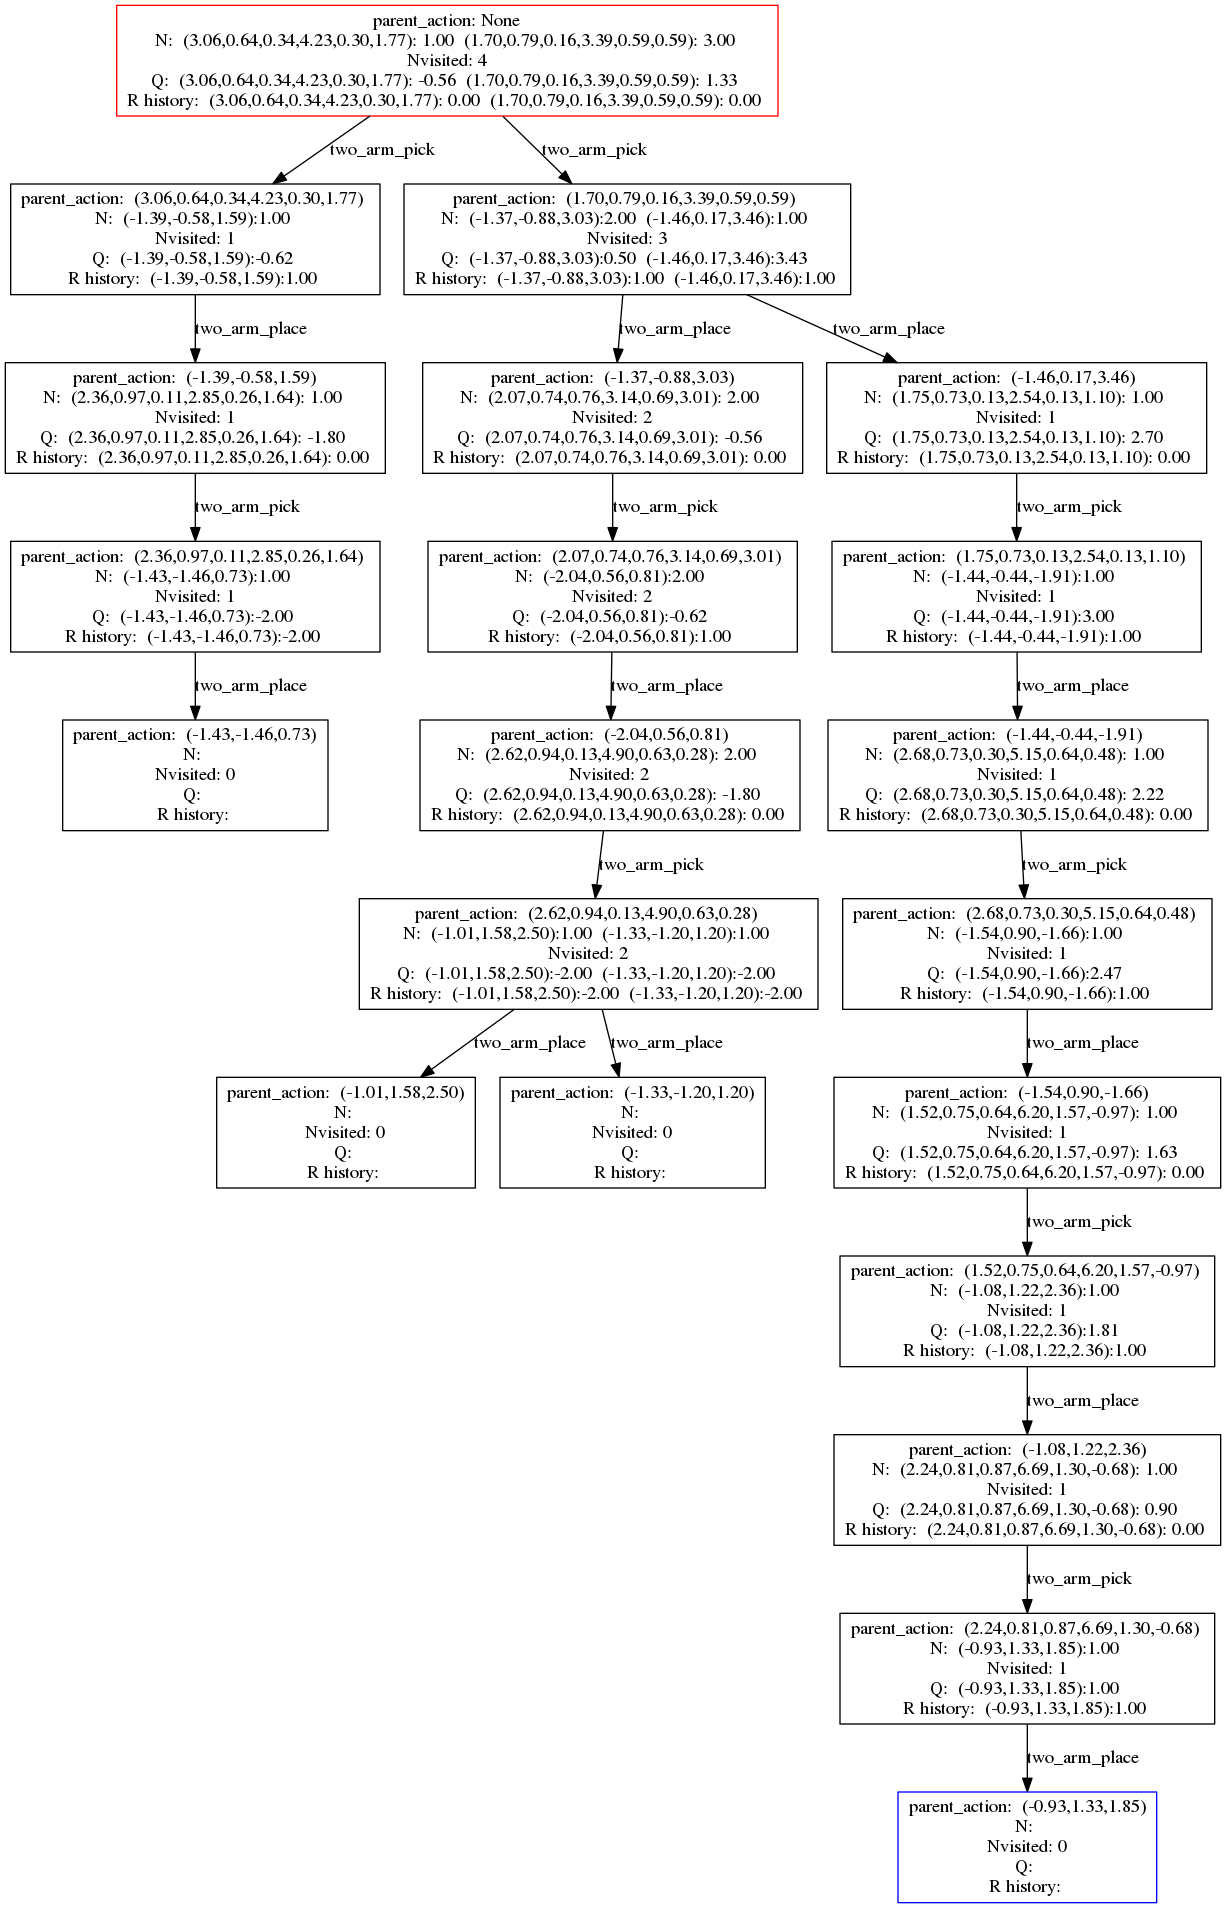 parent_action: None
N: (3.06,0.64,0.34,4.23,0.30,1.77): 1.00 (1.70,0.79,0.16,3.39,0.59,0.59): 3.00
Nvisited: 4
Q: (3.06,0.64,0.34,4.23,0.30,1.77): -0.56 (1.70,0.79,0.16,3.39,0.59,0.59): 1.33
R history: (3.06,0.64,0.34,4.23,0.30,1.77): 0.00 (1.70,0.79,0.16,3.39,0.59,0.59): 0.00
two_arm_pick
two_arm_pick
parent_action: (3.06,0.64,0.34,4.23,0.30,1.77)
N: (-1.39,-0.58,1.59):1.00
Nvisited: 1
Q: (-1.39,-0.58,1.59):-0.62
R history: (-1.39,-0.58,1.59):1.00
parent_action: (1.70,0.79,0.16,3.39,0.59,0.59)
N: (-1.37,-0.88,3.03):2.00 (-1.46,0.17,3.46):1.00
Nvisited: 3
Q: (-1.37,-0.88,3.03):0.50 (-1.46,0.17,3.46):3.43
R history: (-1.37,-0.88,3.03):1.00 (-1.46,0.17,3.46):1.00
two_arm_place
two_arm_place
two_arm_place
parent_action: (-1.39,-0.58,1.59)
N: (2.36,0.97,0.11,2.85,0.26,1.64): 1.00
Nvisited: 1
Q: (2.36,0.97,0.11,2.85,0.26,1.64): -1.80
R history: (2.36,0.97,0.11,2.85,0.26,1.64): 0.00
parent_action: (-1.37,-0.88,3.03)
N: (2.07,0.74,0.76,3.14,0.69,3.01): 2.00
Nvisited: 2
Q: (2.07,0.74,0.76,3.14,0.69,3.01): -0.56
R history: (2.07,0.74,0.76,3.14,0.69,3.01): 0.00
parent_action: (-1.46,0.17,3.46)
N: (1.75,0.73,0.13,2.54,0.13,1.10): 1.00
Nvisited: 1
Q: (1.75,0.73,0.13,2.54,0.13,1.10): 2.70
R history: (1.75,0.73,0.13,2.54,0.13,1.10): 0.00
two_arm_pick
two_arm_pick
two_arm_pick
parent_action: (2.36,0.97,0.11,2.85,0.26,1.64)
N: (-1.43,-1.46,0.73):1.00
Nvisited: 1
Q: (-1.43,-1.46,0.73):-2.00
R history: (-1.43,-1.46,0.73):-2.00
parent_action: (2.07,0.74,0.76,3.14,0.69,3.01)
N: (-2.04,0.56,0.81):2.00
Nvisited: 2
Q: (-2.04,0.56,0.81):-0.62
R history: (-2.04,0.56,0.81):1.00
parent_action: (1.75,0.73,0.13,2.54,0.13,1.10)
N: (-1.44,-0.44,-1.91):1.00
Nvisited: 1
Q: (-1.44,-0.44,-1.91):3.00
R history: (-1.44,-0.44,-1.91):1.00
two_arm_place
two_arm_place
two_arm_place
parent_action: (-1.43,-1.46,0.73)
N:
Nvisited: 0
Q:
R history:
parent_action: (-2.04,0.56,0.81)
N: (2.62,0.94,0.13,4.90,0.63,0.28): 2.00
Nvisited: 2
Q: (2.62,0.94,0.13,4.90,0.63,0.28): -1.80
R history: (2.62,0.94,0.13,4.90,0.63,0.28): 0.00
parent_action: (-1.44,-0.44,-1.91)
N: (2.68,0.73,0.30,5.15,0.64,0.48): 1.00
Nvisited: 1
Q: (2.68,0.73,0.30,5.15,0.64,0.48): 2.22
R history: (2.68,0.73,0.30,5.15,0.64,0.48): 0.00
two_arm_pick
two_arm_pick
parent_action: (2.62,0.94,0.13,4.90,0.63,0.28)
N: (-1.01,1.58,2.50):1.00 (-1.33,-1.20,1.20):1.00
Nvisited: 2
Q: (-1.01,1.58,2.50):-2.00 (-1.33,-1.20,1.20):-2.00
R history: (-1.01,1.58,2.50):-2.00 (-1.33,-1.20,1.20):-2.00
parent_action: (2.68,0.73,0.30,5.15,0.64,0.48)
N: (-1.54,0.90,-1.66):1.00
Nvisited: 1
Q: (-1.54,0.90,-1.66):2.47
R history: (-1.54,0.90,-1.66):1.00
two_arm_place
two_arm_place
two_arm_place
parent_action: (-1.01,1.58,2.50)
N:
Nvisited: 0
Q:
R history:
parent_action: (-1.33,-1.20,1.20)
N:
Nvisited: 0
Q:
R history:
parent_action: (-1.54,0.90,-1.66)
N: (1.52,0.75,0.64,6.20,1.57,-0.97): 1.00
Nvisited: 1
Q: (1.52,0.75,0.64,6.20,1.57,-0.97): 1.63
R history: (1.52,0.75,0.64,6.20,1.57,-0.97): 0.00
two_arm_pick
parent_action: (1.52,0.75,0.64,6.20,1.57,-0.97)
N: (-1.08,1.22,2.36):1.00
Nvisited: 1
Q: (-1.08,1.22,2.36):1.81
R history: (-1.08,1.22,2.36):1.00
two_arm_place
parent_action: (-1.08,1.22,2.36)
N: (2.24,0.81,0.87,6.69,1.30,-0.68): 1.00
Nvisited: 1
Q: (2.24,0.81,0.87,6.69,1.30,-0.68): 0.90
R history: (2.24,0.81,0.87,6.69,1.30,-0.68): 0.00
two_arm_pick
parent_action: (2.24,0.81,0.87,6.69,1.30,-0.68)
N: (-0.93,1.33,1.85):1.00
Nvisited: 1
Q: (-0.93,1.33,1.85):1.00
R history: (-0.93,1.33,1.85):1.00
two_arm_place
parent_action: (-0.93,1.33,1.85)
N:
Nvisited: 0
Q:
R history: